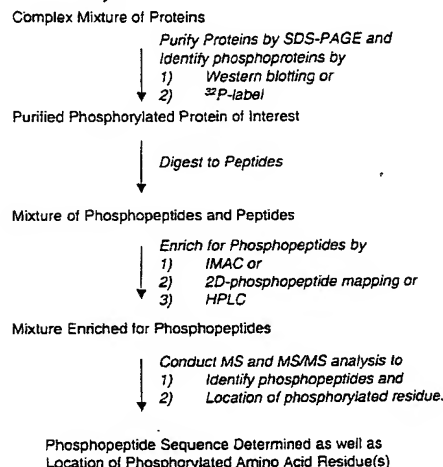 Complex Mixture of Proteins
Purify Proteins by SDS-PAGE and
Identify phosphoproteins by
1) Western blotting or
2) ³²P-label
Purified Phosphorylated Protein of Interest
Digest to Peptides
Mixture of Phosphopeptides and Peptides
Enrich for Phosphopeptides by
1) IMAC or
2) 2D-phosphopeptide mapping or
3) HPLC
Mixture Enriched for Phosphopeptides
Conduct MS and MS/MS analysis to
1) Identify phosphopeptides and
2) Location of phosphorylated residue.
Phosphopeptide Sequence Determined as well as
Location of Phosphorylated Amino Acid Residue(s)